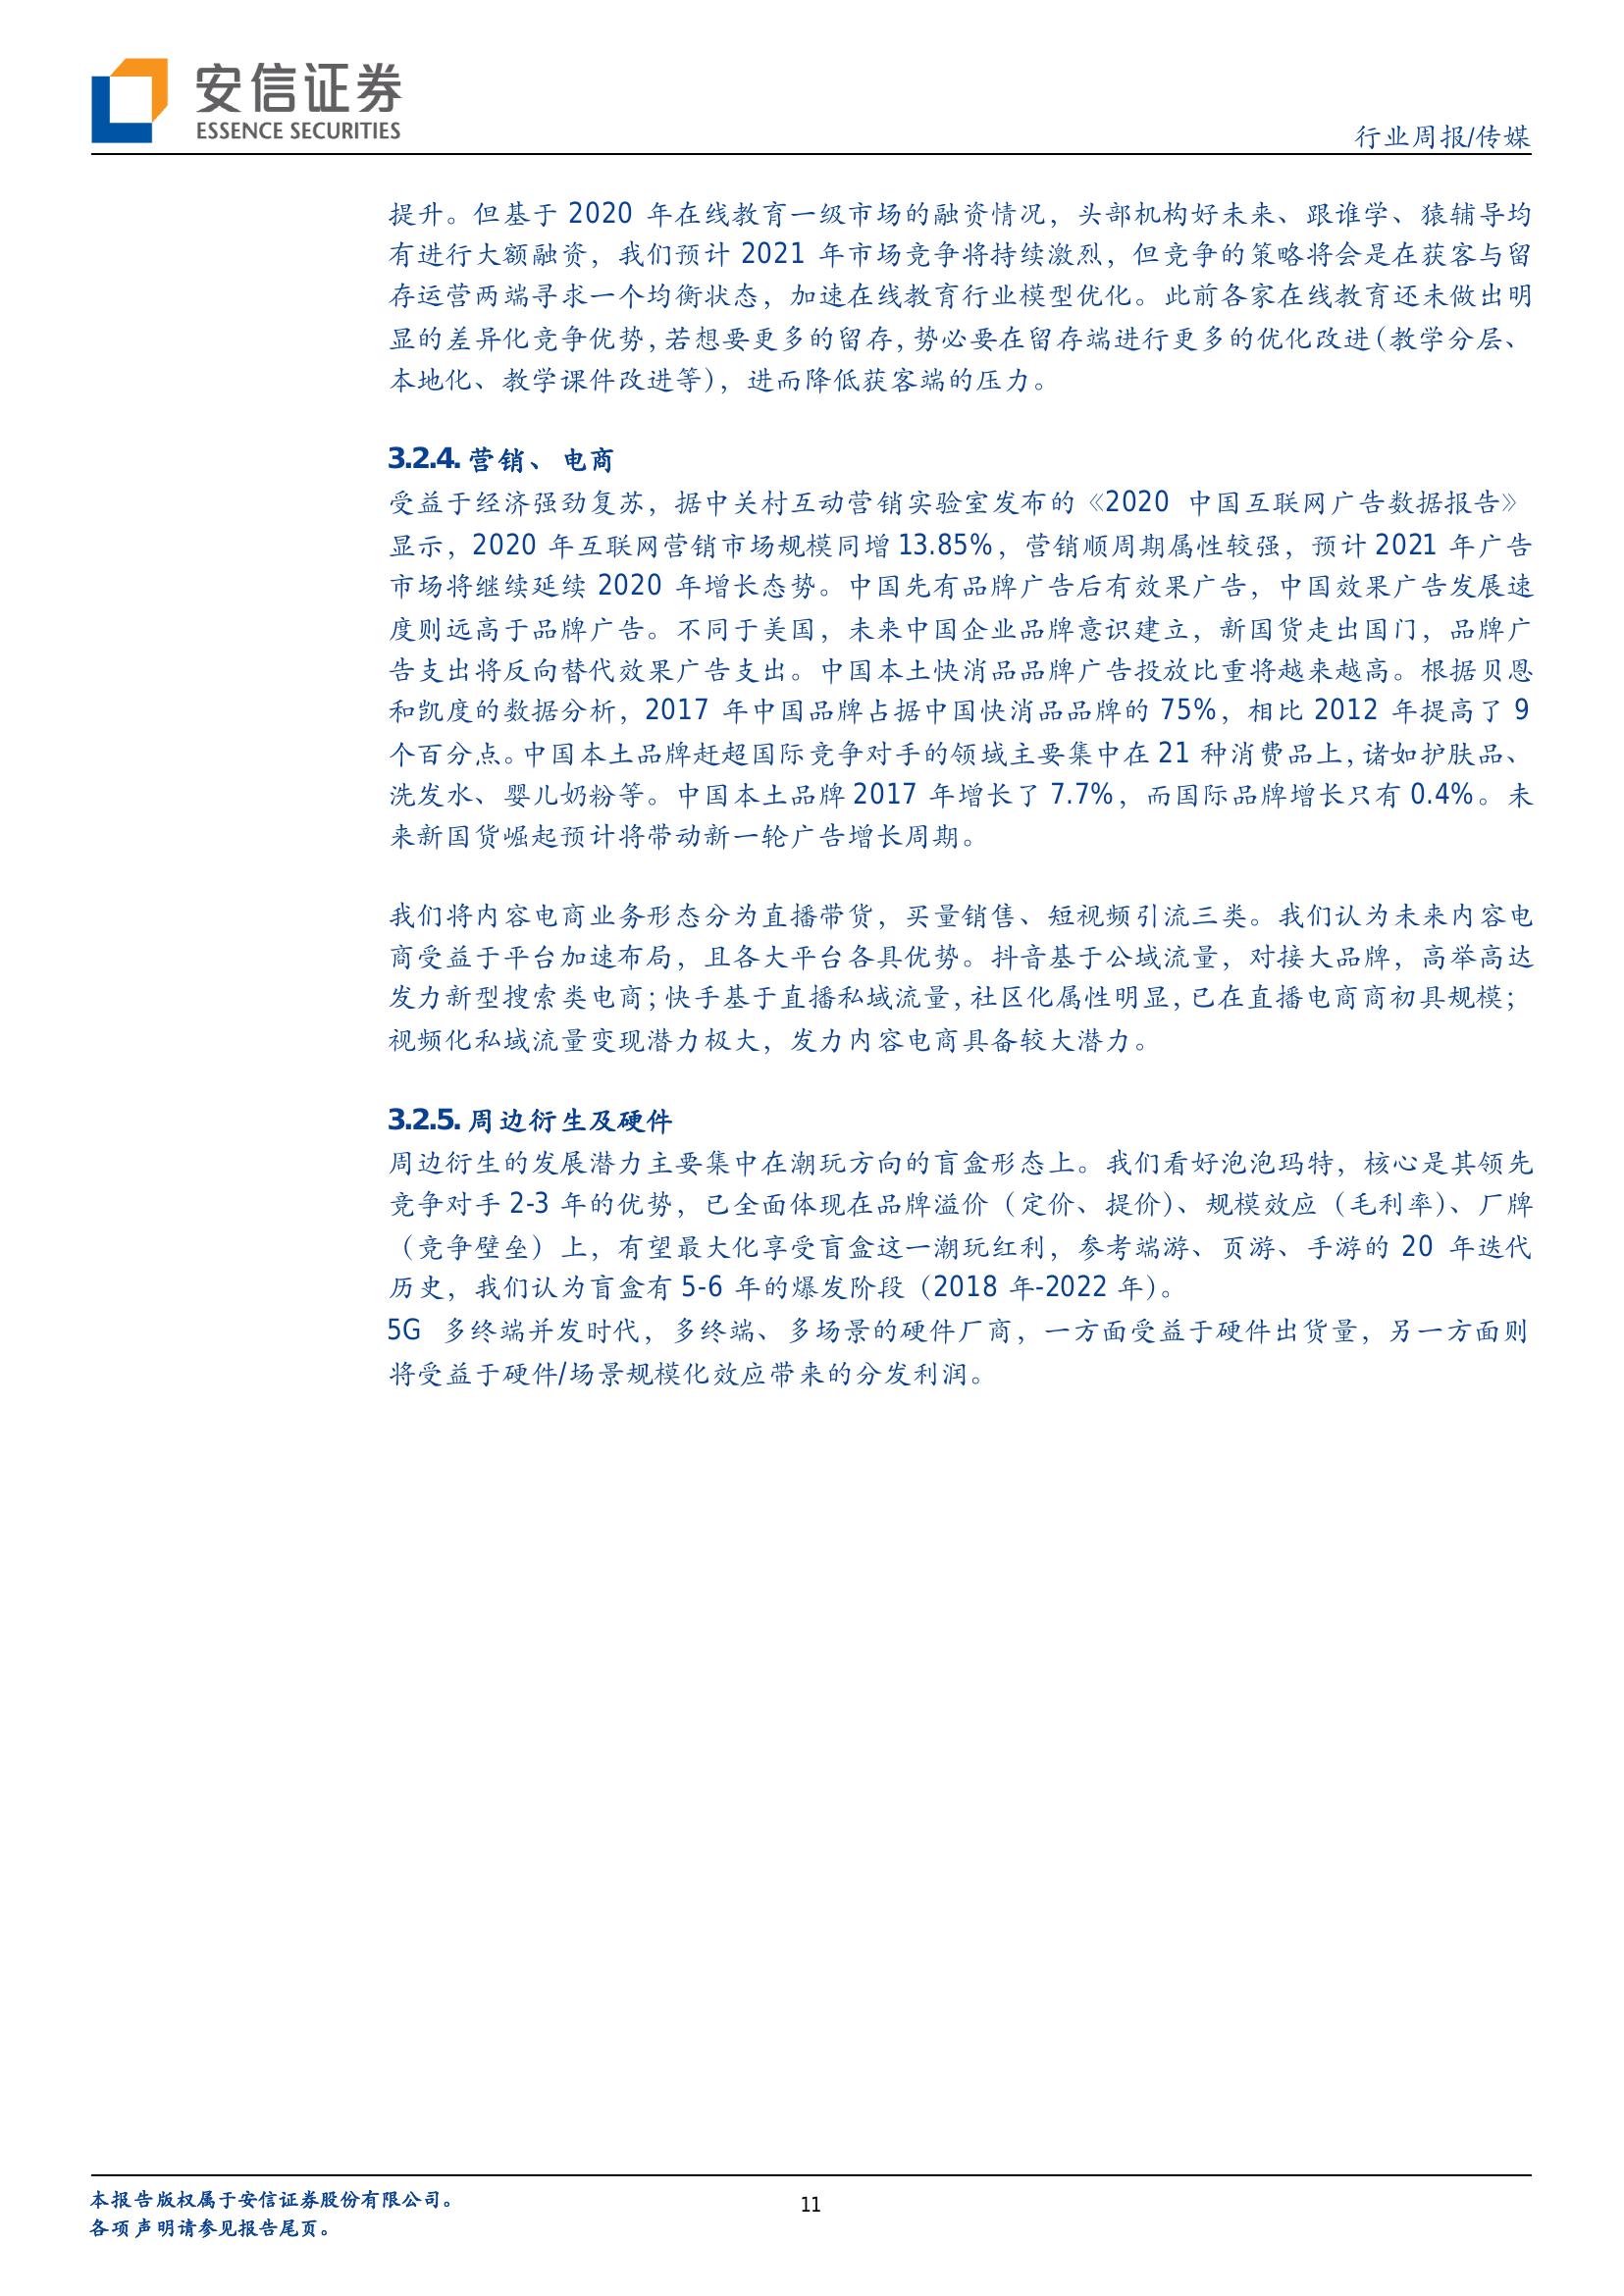 安信证券
ESSENCE SECURITIES
行业周报/传媒
提升。但基于 2020 年在线教育一级市场的融资情况，头部机构好未来、跟谁学、猿辅导均
有进行大额融资，我们预计 2021 年市场竞争将持续激烈，但竞争的策略将会是在获客与留
存运营两端寻求一个均衡状态，加速在线教育行业模型优化。此前各家在线教育还未做出明
显的差异化竞争优势，若想要更多的留存，势必要在留存端进行更多的优化改进（教学分层、
本地化、教学课件改进等），进而降低获客端的压力。
3.2.4. 营销、电商
受益于经济强劲复苏，据中关村互动营销实验室发布的《2020 中国互联网广告数据报告》
显示，2020 年互联网营销市场规模同增 13.85%，营销顺周期属性较强，预计 2021 年广告
市场将继续延续 2020 年增长态势。中国先有品牌广告后有效果广告，中国效果广告发展速
度则远高于品牌广告。不同于美国，未来中国企业品牌意识建立，新国货走出国门，品牌广
告支出将反向替代效果广告支出。中国本土快消品品牌广告投放比重将越来越高。根据贝恩
和凯度的数据分析，2017 年中国品牌占据中国快消品品牌的 75%，相比 2012 年提高了 9
个百分点。中国本土品牌赶超国际竞争对手的领域主要集中在 21 种消费品上，诸如护肤品、
洗发水、婴儿奶粉等。中国本土品牌 2017 年增长了 7.7%，而国际品牌增长只有 0.4%。未
来新国货崛起预计将带动新一轮广告增长周期。
我们将内容电商业务形态分为直播带货，买量销售、短视频引流三类。我们认为未来内容电
商受益于平台加速布局，且各大平台各具优势。抖音基于公域流量，对接大品牌，高举高达
发力新型搜索类电商；快手基于直播私域流量，社区化属性明显，已在直播电商商初具规模；
视频化私域流量变现潜力极大，发力内容电商具备较大潜力。
3.2.5. 周边衍生及硬件
周边衍生的发展潜力主要集中在潮玩方向的盲盒形态上。我们看好泡泡玛特，核心是其领先
竞争对手 2-3 年的优势，已全面体现在品牌溢价（定价、提价）、规模效应（毛利率）、厂牌
（竞争壁垒）上，有望最大化享受盲盒这一潮玩红利，参考端游、页游、手游的 20 年迭代
历史，我们认为盲盒有 5-6 年的爆发阶段（2018 年-2022 年）。
5G 多终端并发时代，多终端、多场景的硬件厂商，一方面受益于硬件出货量，另一方面则
将受益于硬件/场景规模化效应带来的分发利润。
本报告版权属于安信证券股份有限公司。
各项声明请参见报告尾页。
11